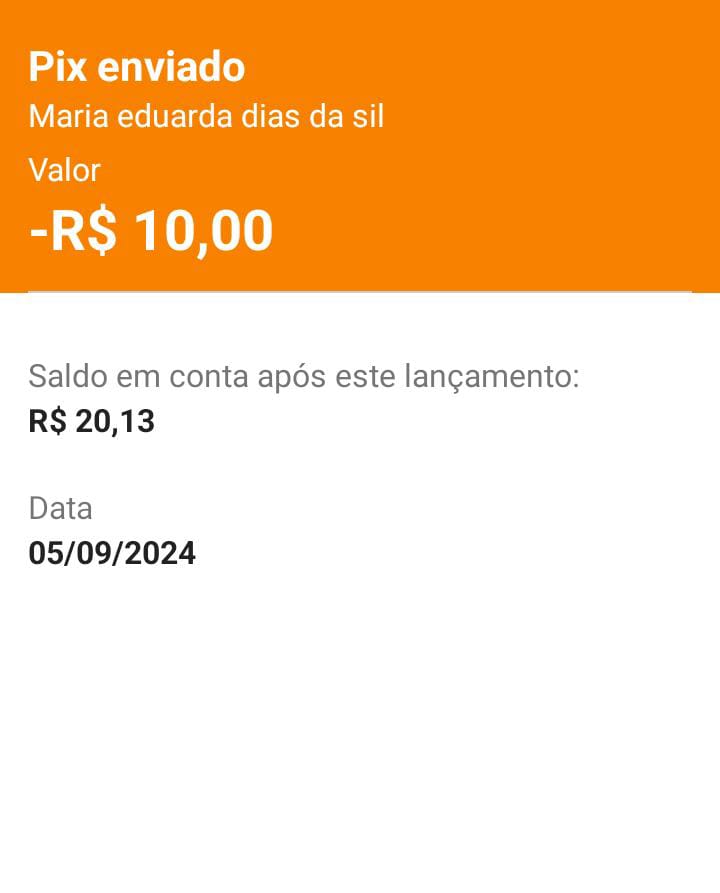 Pix enviado
Maria eduarda dias da sil
Valor
-R$ 10,00
Saldo em conta após este lançamento:
R$ 20,13
Data
05/09/2024